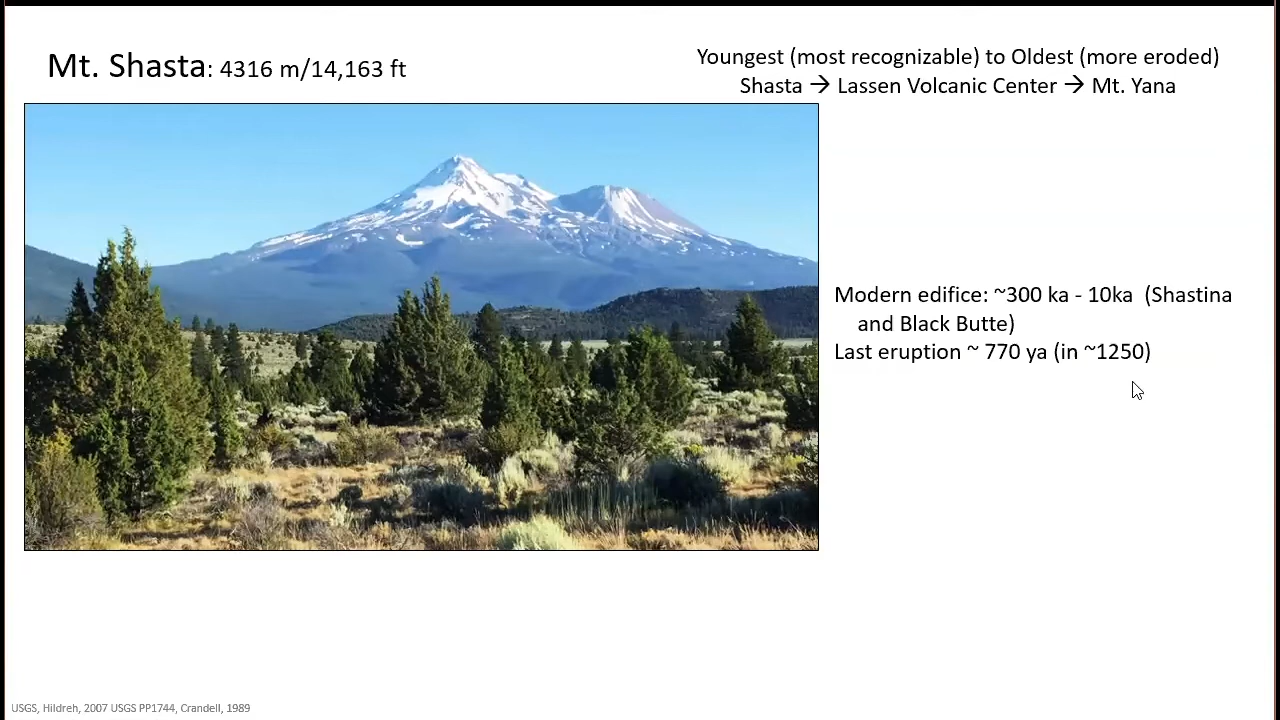 Mt. Shasta: 4316 m/14,163 ft
Youngest (most recognizable) to Oldest (more eroded)
Shasta → Lassen Volcanic Center → Mt. Yana
Modern edifice: ~300 ka - 10ka (Shastina
and Black Butte)
Last eruption ~ 770 ya (in ~1250)
USGS, Hildreh, 2007 USGS PP1744, Crandell, 1989